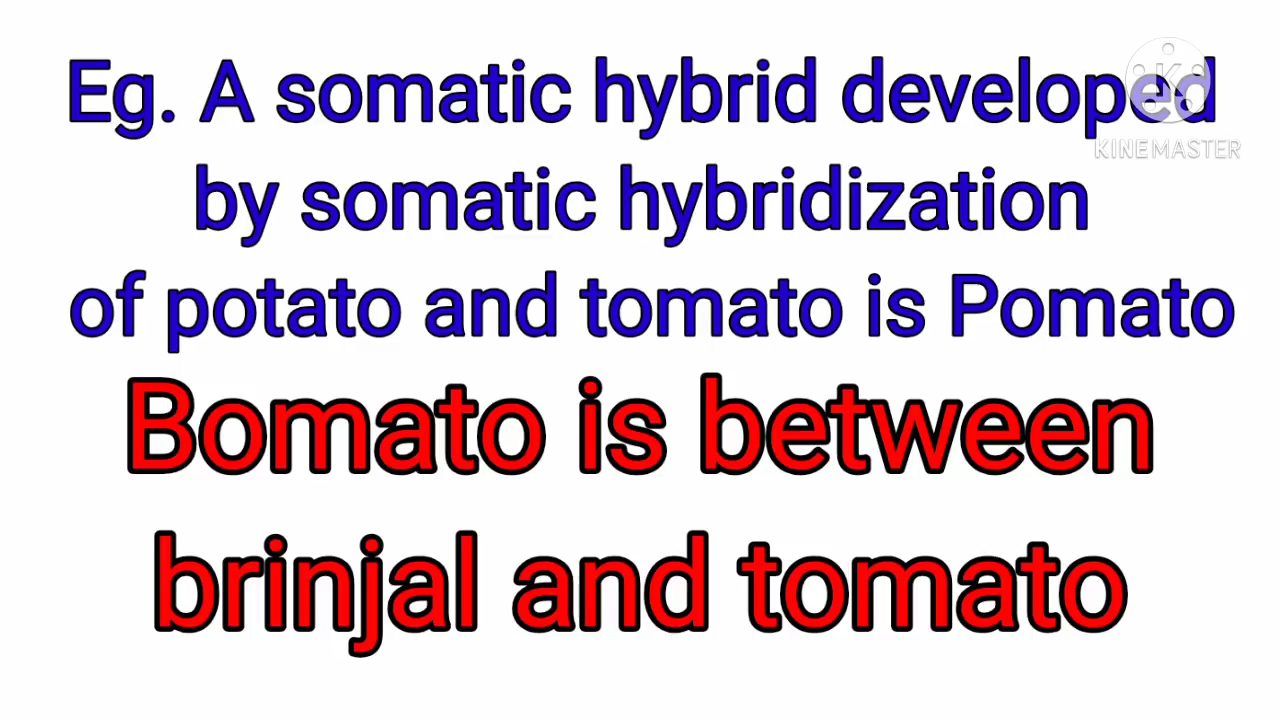 Eg. A somatic hybrid developed
by somatic hybridization
of potato and tomato is Pomato
Bomato is between
brinjal and tomato
KINEMASTER